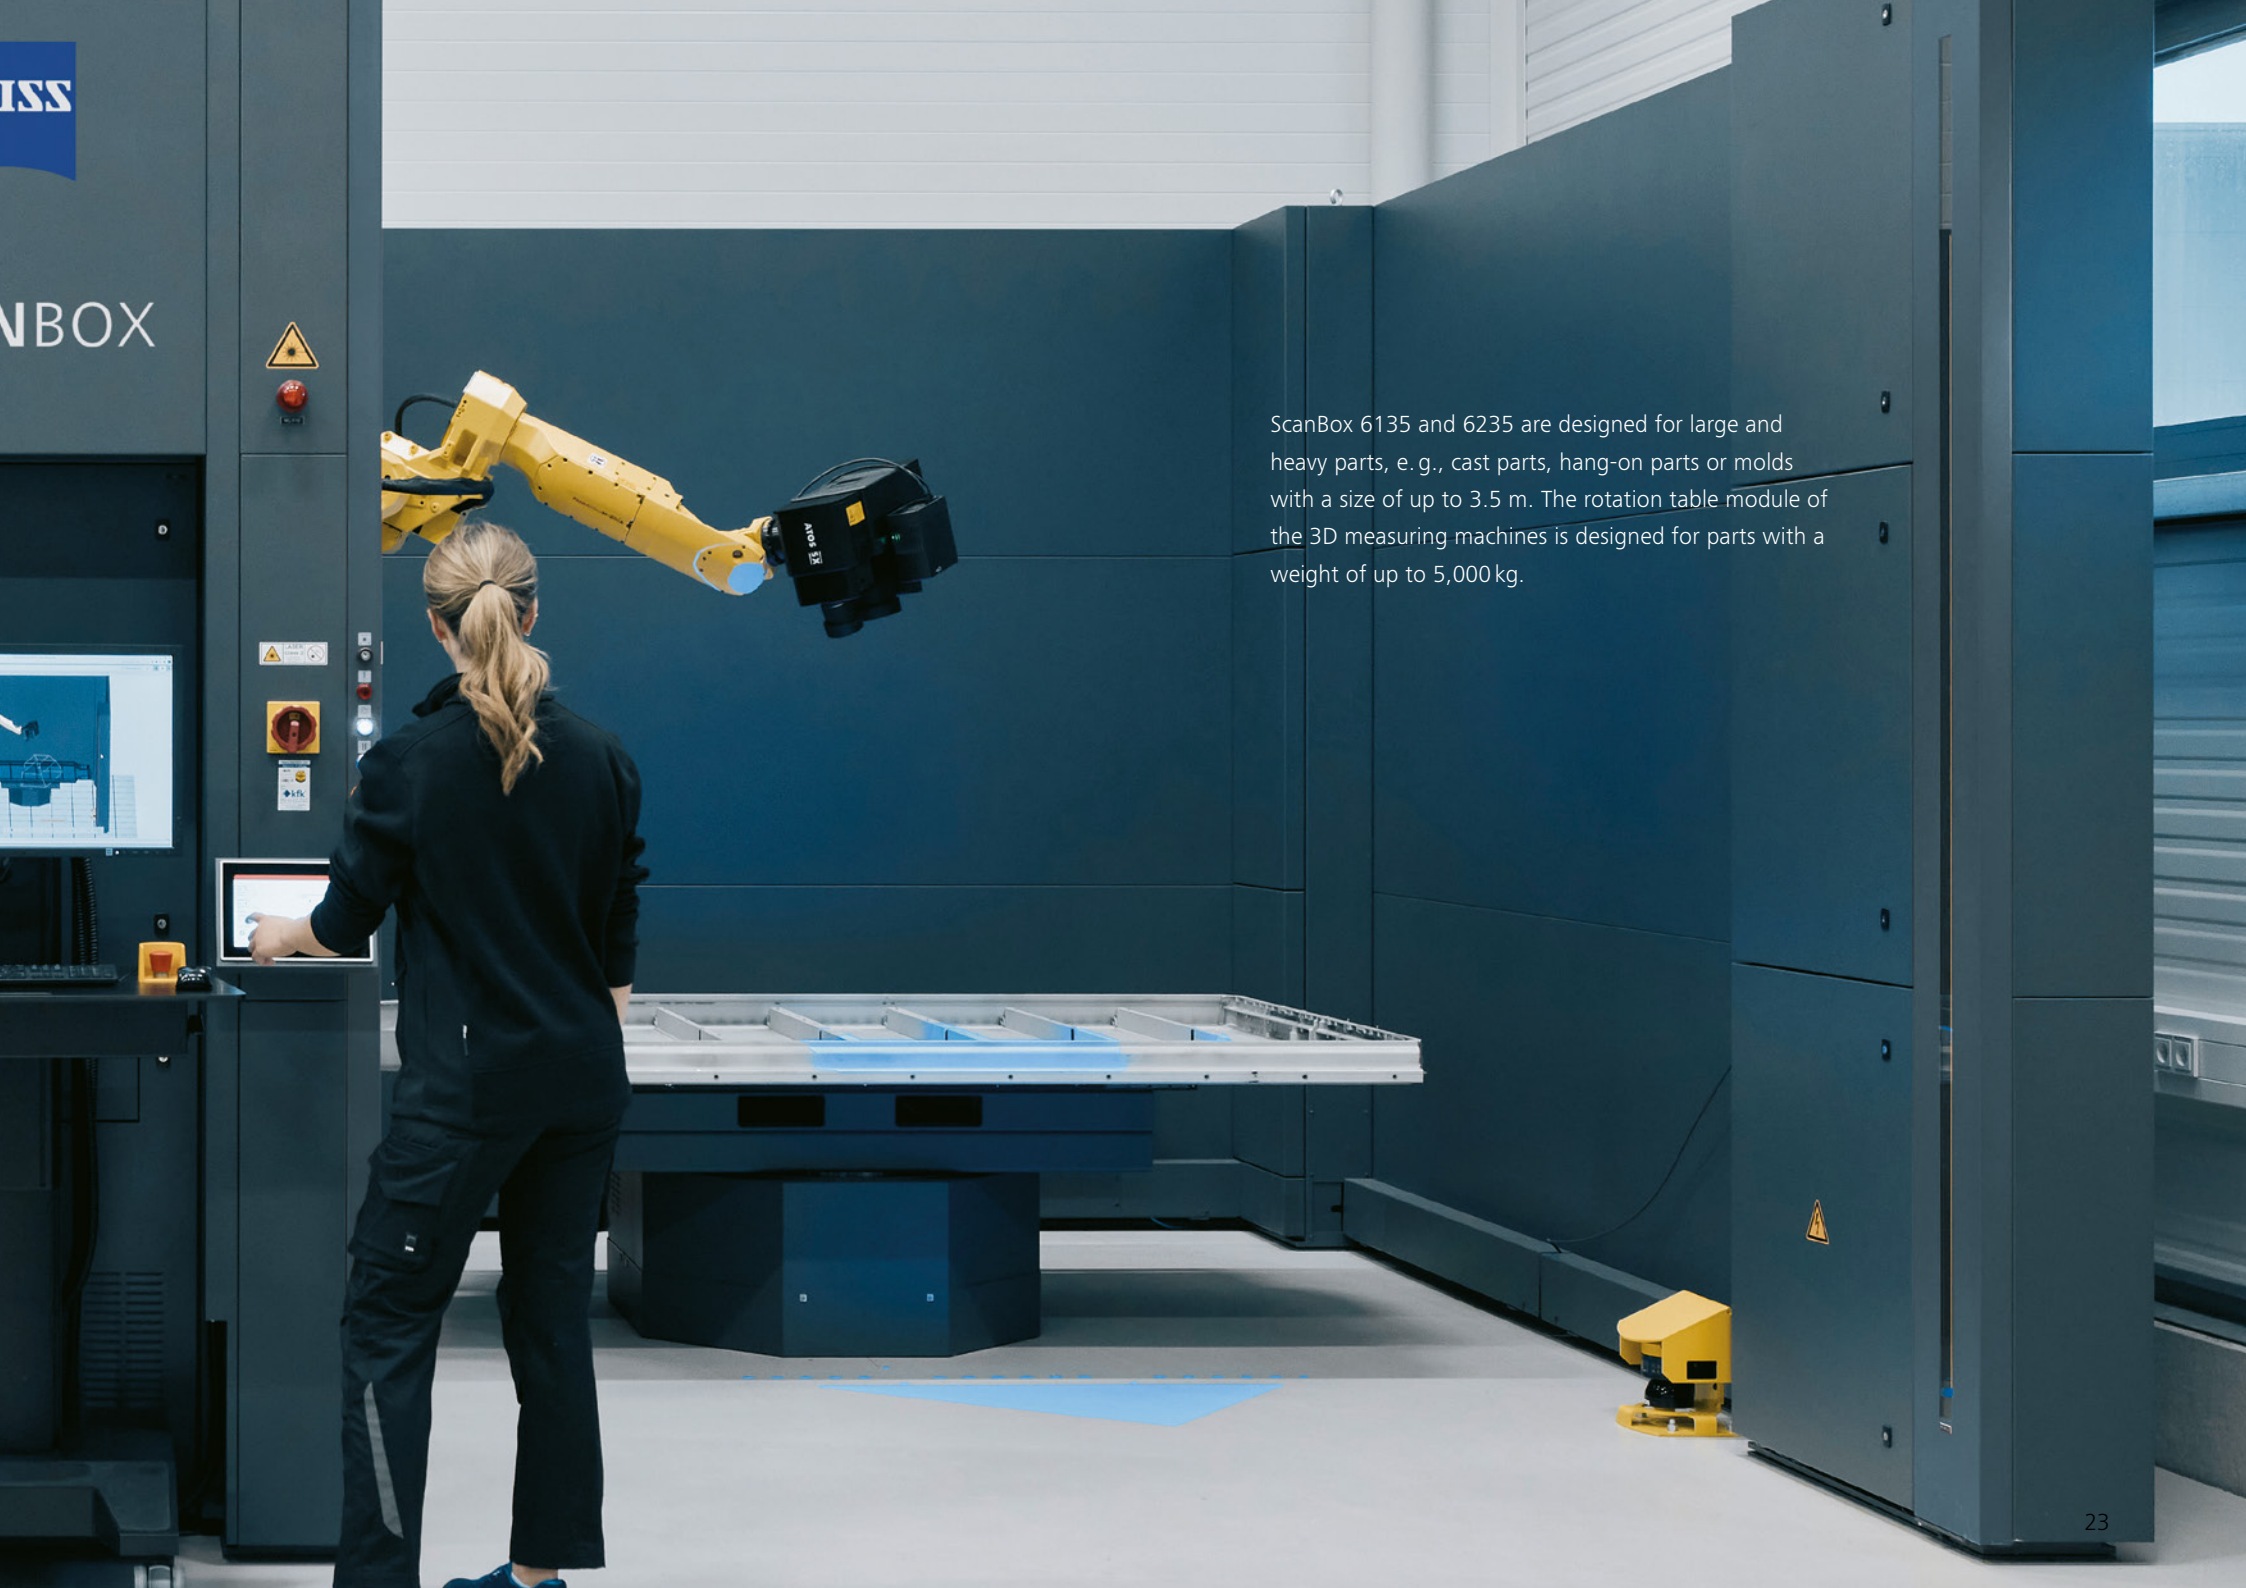 ISS
NBOX
ScanBox 6135 and 6235 are designed for large and
heavy parts, e. g., cast parts, hang-on parts or molds
with a size of up to 3.5 m. The rotation table module of
the 3D measuring machines is designed for parts with a
weight of up to 5,000 kg.
ATOS 5X
LASER
kfk
23